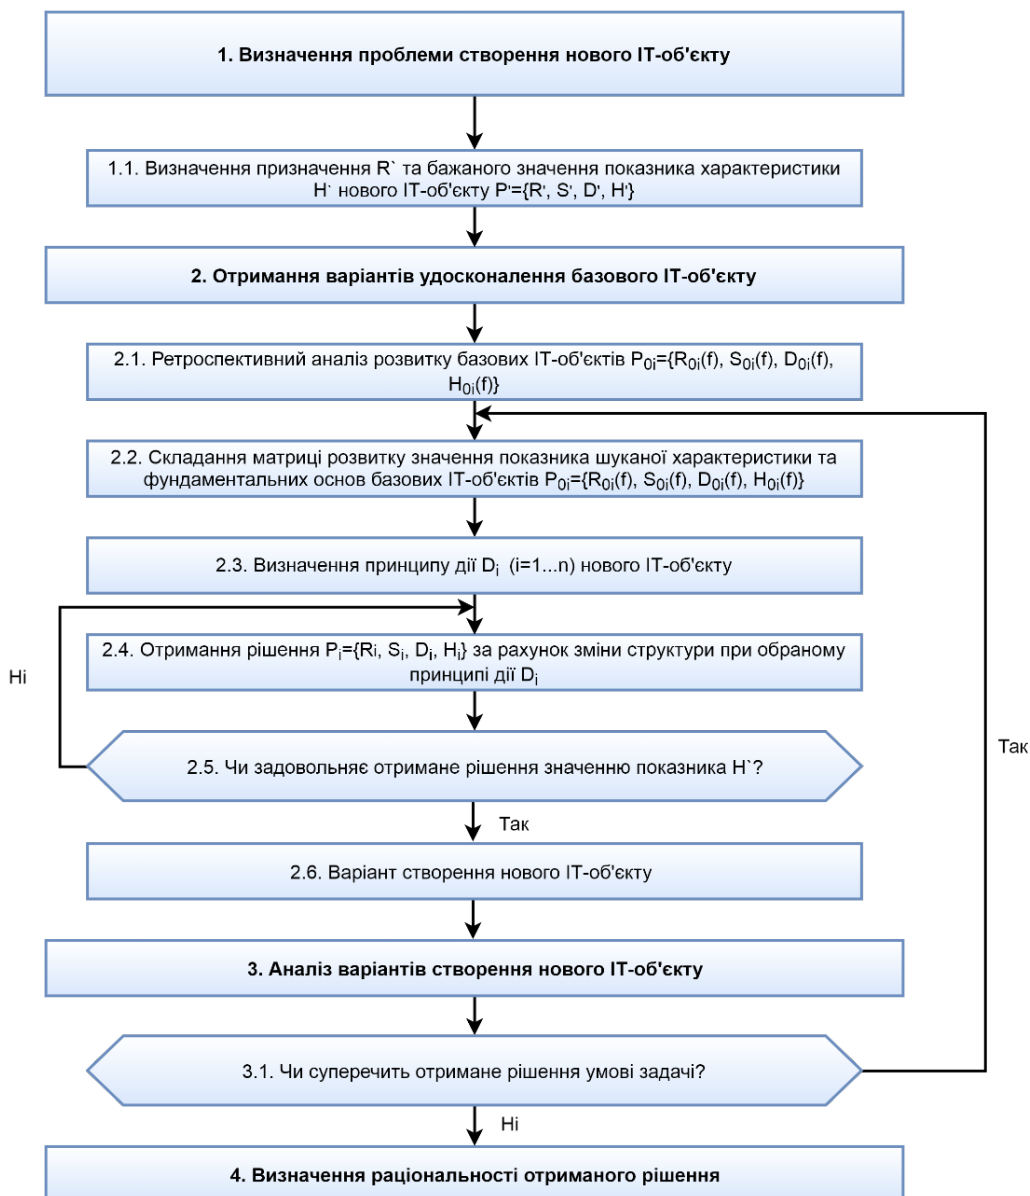 1. Визначення проблеми створення нового ІТ-об'єкту
1.1. Визначення призначення R` та бажаного значення показника характеристики
H` нового ІТ-об'єкту P'={R', S', D', H'}
2. Отримання варіантів удосконалення базового ІТ-об'єкту
2.1. Ретроспективний аналіз розвитку базових ІТ-об'єктів P₀ᵢ={R₀ᵢ(f), S₀ᵢ(f), D₀ᵢ(f),
H₀ᵢ(f)}
2.2. Складання матриці розвитку значення показника шуканої характеристики та
фундаментальних основ базових ІТ-об'єктів P₀ᵢ={R₀ᵢ(f), S₀ᵢ(f), D₀ᵢ(f), H₀ᵢ(f)}
2.3. Визначення принципу дії Dᵢ (i=1...n) нового ІТ-об'єкту
2.4. Отримання рішення Pᵢ={Rᵢ, Sᵢ, Dᵢ, Hᵢ} за рахунок зміни структури при обраному
принципі дії Dᵢ
Ні
2.5. Чи задовольняє отримане рішення значенню показника H`?
Так
Так
2.6. Варіант створення нового ІТ-об'єкту
3. Аналіз варіантів створення нового ІТ-об'єкту
3.1. Чи суперечить отримане рішення умові задачі?
Ні
4. Визначення раціональності отриманого рішення